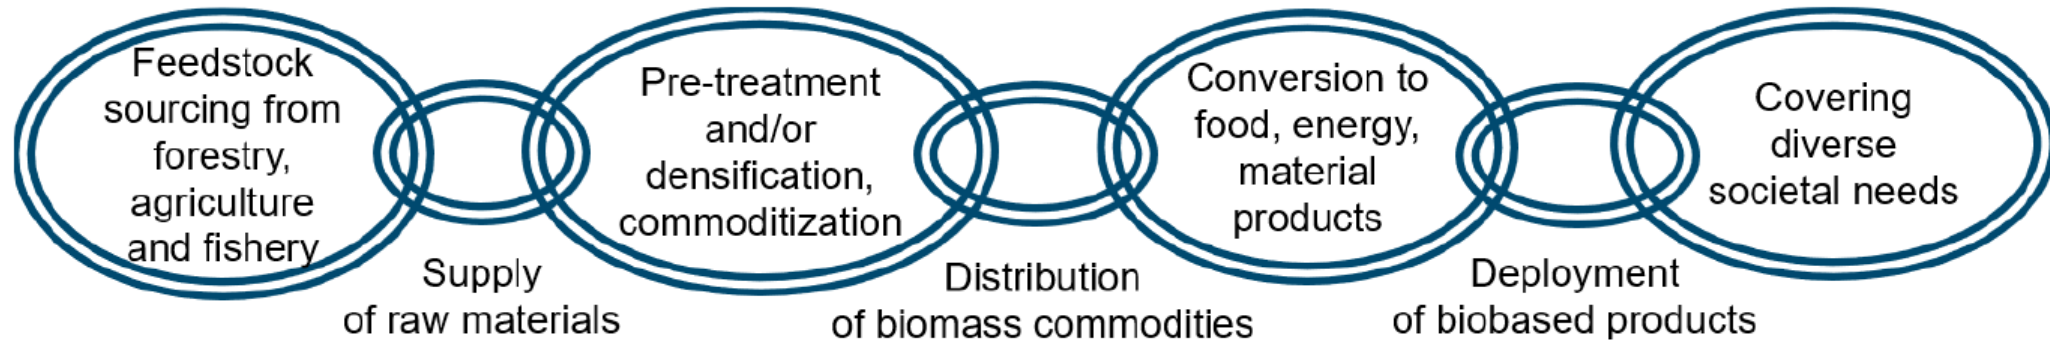 Feedstock
sourcing from
forestry,
agriculture
and fishery
Supply
of raw materials
Pre-treatment
and/or
densification,
commoditization
Distribution
of biomass commodities
Conversion to
food, energy,
material
products
Deployment
of biobased products
Covering
diverse
societal needs